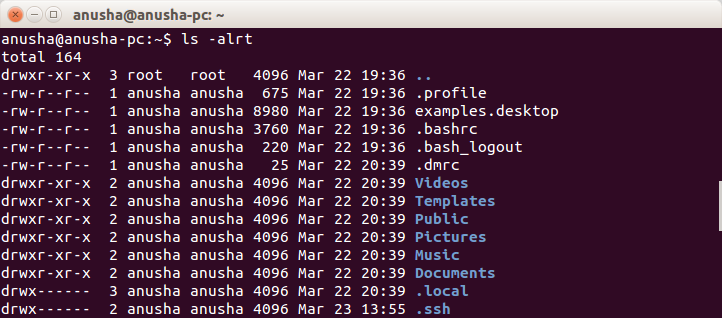 anusha@anusha-pc: ~
anusha@anusha-pc:~$ ls -alrt
total 164
drwxr-xr-x  3 root   root   4096 Mar 22 19:36 ..
-rw-r--r--  1 anusha anusha  675 Mar 22 19:36 .profile
-rw-r--r--  1 anusha anusha 8980 Mar 22 19:36 examples.desktop
-rw-r--r--  1 anusha anusha 3760 Mar 22 19:36 .bashrc
-rw-r--r--  1 anusha anusha  220 Mar 22 19:36 .bash_logout
-rw-r--r--  1 anusha anusha   25 Mar 22 20:39 .dmrc
drwxr-xr-x  2 anusha anusha 4096 Mar 22 20:39 Videos
drwxr-xr-x  2 anusha anusha 4096 Mar 22 20:39 Templates
drwxr-xr-x  2 anusha anusha 4096 Mar 22 20:39 Public
drwxr-xr-x  2 anusha anusha 4096 Mar 22 20:39 Pictures
drwxr-xr-x  2 anusha anusha 4096 Mar 22 20:39 Music
drwxr-xr-x  2 anusha anusha 4096 Mar 22 20:39 Documents
drwx------  3 anusha anusha 4096 Mar 22 20:39 .local
drwx------  2 anusha anusha 4096 Mar 23 13:55 .ssh